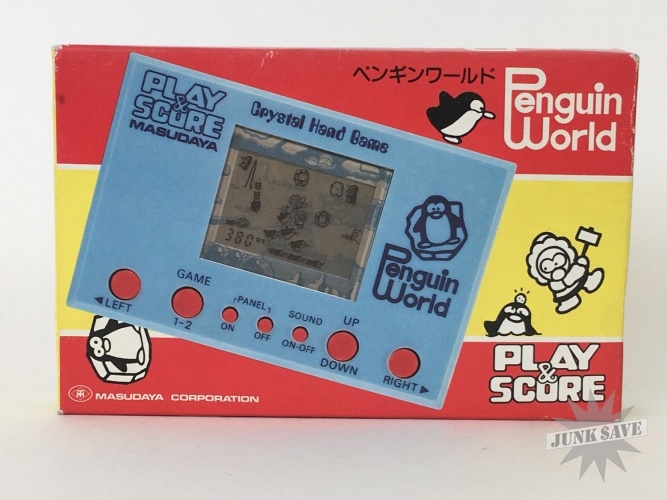 ペンギンワールド
Penguin
World
PLAY
&
SCORE
MASUDAYA
Crystal Hand Game
380
Penguin
World
◀LEFT
GAME
1-2
PANEL
ON
OFF
SOUND
ON-OFF
UP
DOWN
RIGHT▶
PLAY
&
SCORE
MASUDAYA CORPORATION
JUNK SAVE